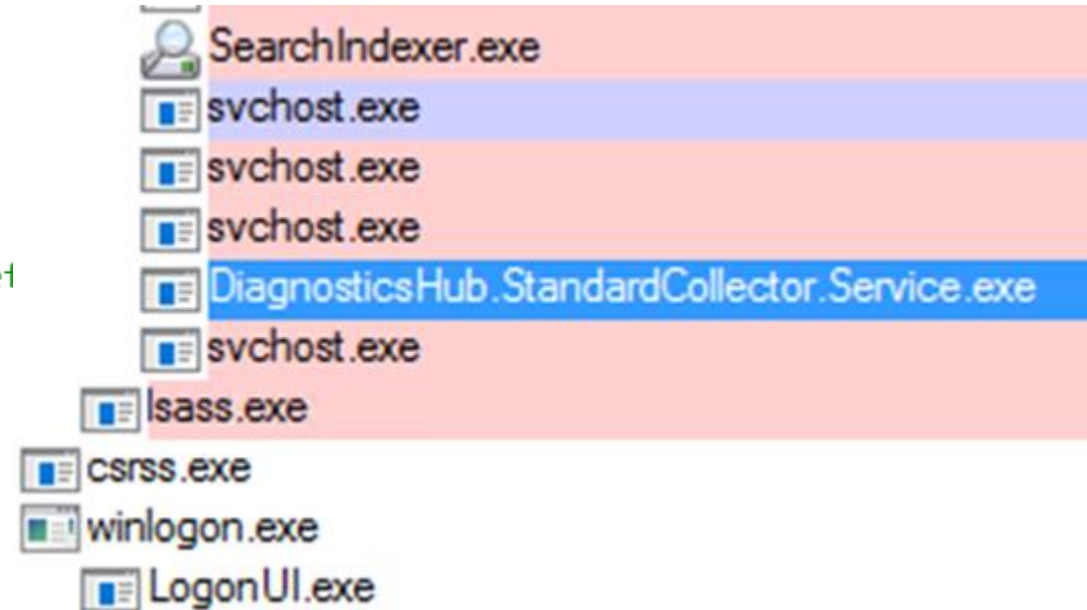 SearchIndexer.exe
svchost.exe
svchost.exe
svchost.exe
DiagnosticsHub.StandardCollector.Service.exe
svchost.exe
lsass.exe
csrss.exe
winlogon.exe
LogonUI.exe